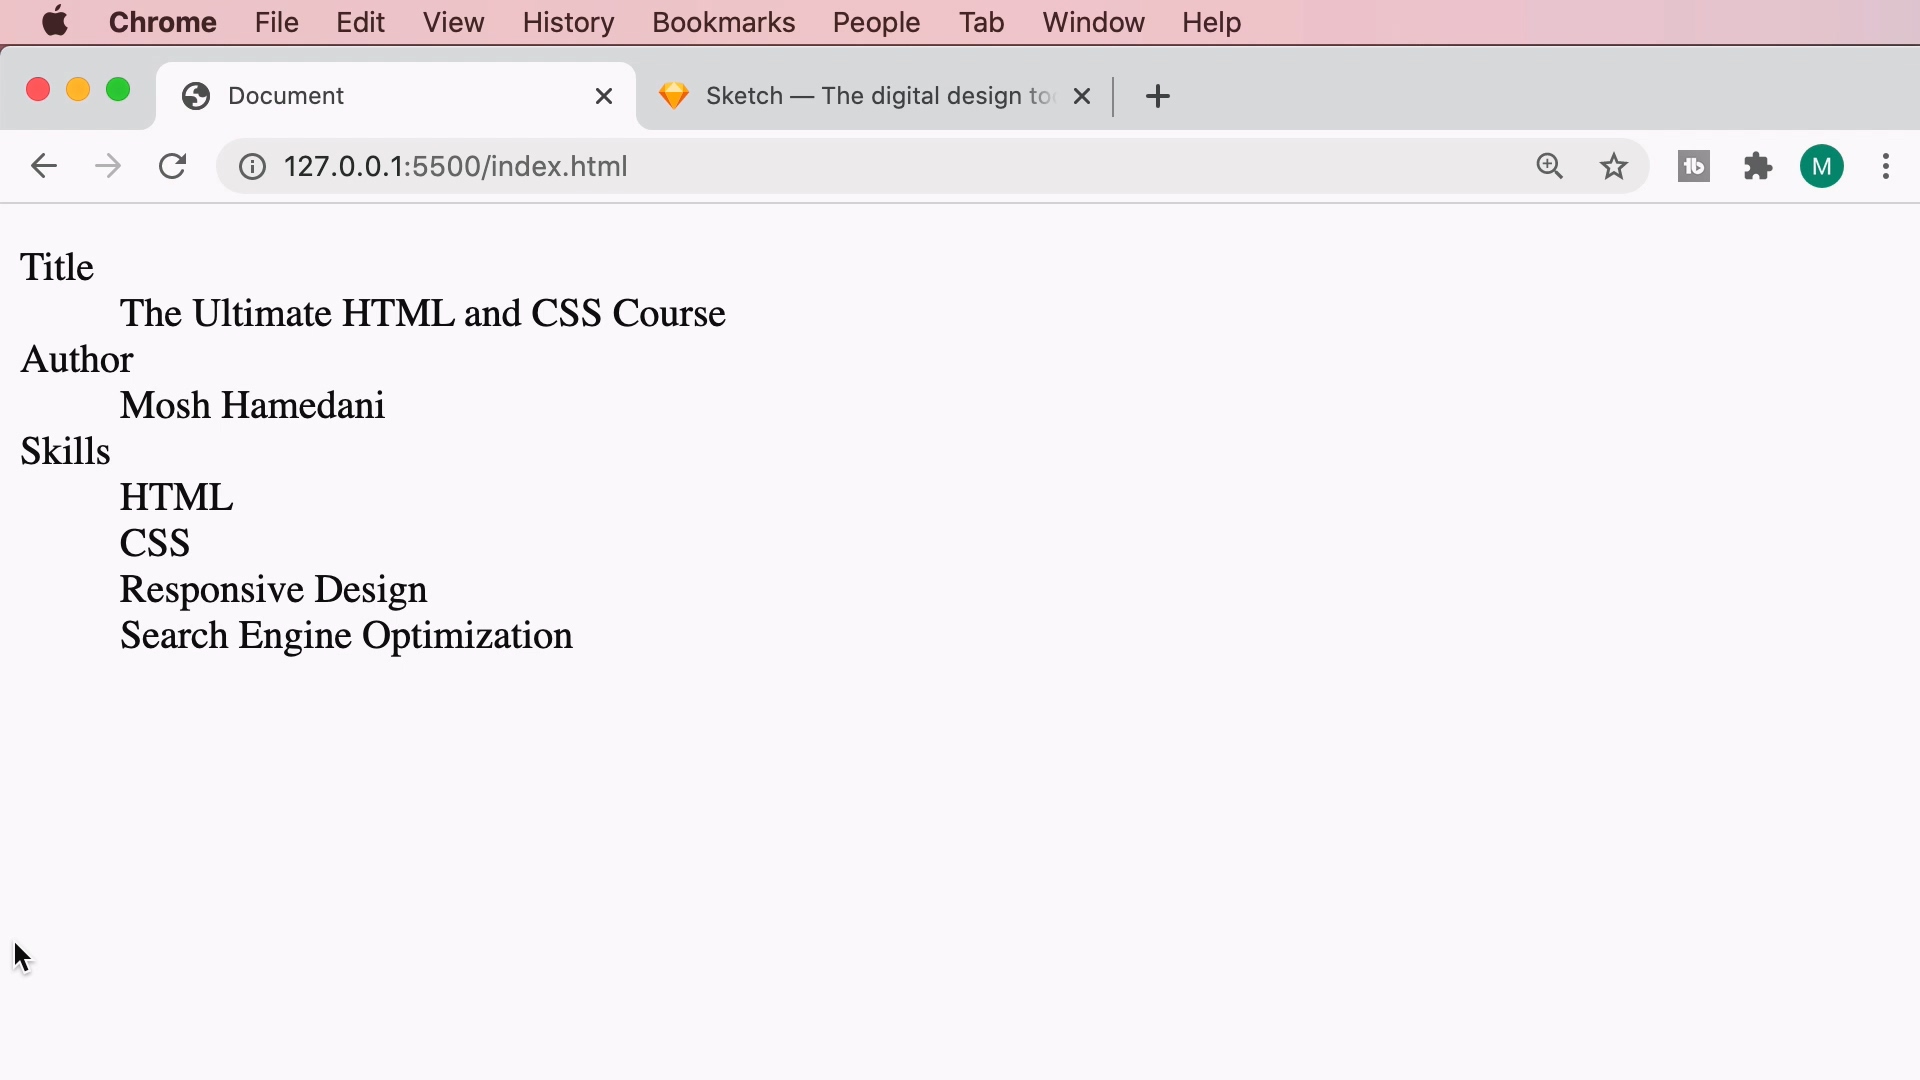 Chrome File Edit View History Bookmarks People Tab Window Help
Document Sketch — The digital design
127.0.0.1:5500/index.html
M
Title
The Ultimate HTML and CSS Course
Author
Mosh Hamedani
Skills
HTML
CSS
Responsive Design
Search Engine Optimization